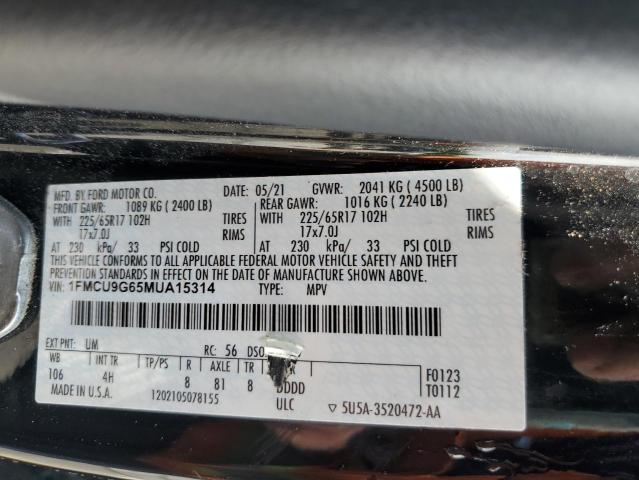 MFD. BY FORD MOTOR CO. DATE: 05/21 GVWR: 2041 KG ( 4500 LB)
FRONT GAWR: 1089 KG ( 2400 LB) REAR GAWR: 1016 KG ( 2240 LB)
WITH 225/65R17 102H TIRES WITH 225/65R17 102H TIRES
17x7.0J RIMS 17x7.0J RIMS
AT 230 kPa/ 33 PSI COLD AT 230 kPa/ 33 PSI COLD
THIS VEHICLE CONFORMS TO ALL APPLICABLE FEDERAL MOTOR VEHICLE SAFETY AND THEFT
PREVENTION STANDARDS IN EFFECT ON THE DATE OF MANUFACTURE SHOWN ABOVE.
VIN: 1FMCU9G65MUA15314 TYPE: MPV
EXT PNT: UM RC: 56 DSO:
WB INT TR TP/PS R AXLE TR
106 4H 8 81 8 DDDD
F0123
T0112
MADE IN U.S.A. 1202105078155 ULC ▽ 5U5A-3520472-AA